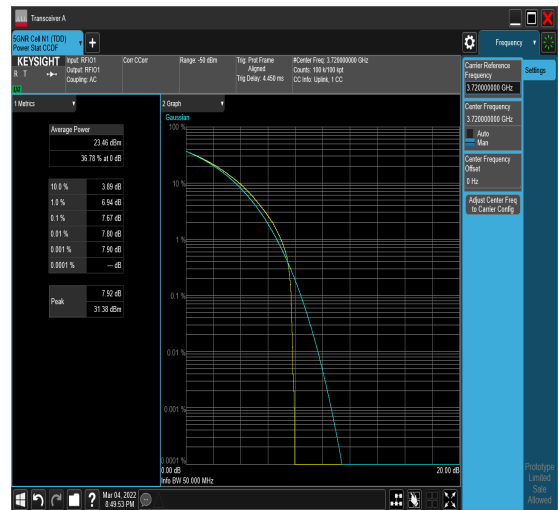 Transceiver A
5GNR Cell N1 (TDD)
Power Stat CCDF
Frequency
KEYSIGHT
R T
LXI
Input: RFIO1
Output: RFIO1
Coupling: AC
Corr CCorr
Range: -50 dBm
Trig: Prot Frame
Aligned
Trig Delay: 4.450 ms
#Center Freq: 3.720000000 GHz
Counts: 100 k/100 kpt
CC Info: Uplink, 1 CC
1 Metrics
Average Power
23.46 dBm
36.78 % at 0 dB
10.0 % 3.89 dB
1.0 % 6.94 dB
0.1 % 7.67 dB
0.01 % 7.80 dB
0.001 % 7.90 dB
0.0001 % --- dB
Peak
7.92 dB
31.38 dBm
2 Graph
Gaussian
100 %
10 %
1 %
0.1 %
0.01 %
0.001 %
0.0001 %
0.00 dB 20.00 dB
Info BW 50.000 MHz
Carrier Reference
Frequency
3.720000000 GHz
Center Frequency
3.720000000 GHz
Auto
Man
Center Frequency
Offset
0 Hz
Adjust Center Freq
to Carrier Config
Settings
Prototype
Limited
Sale
Allowed
?
Mar 04, 2022
8:49:53 PM